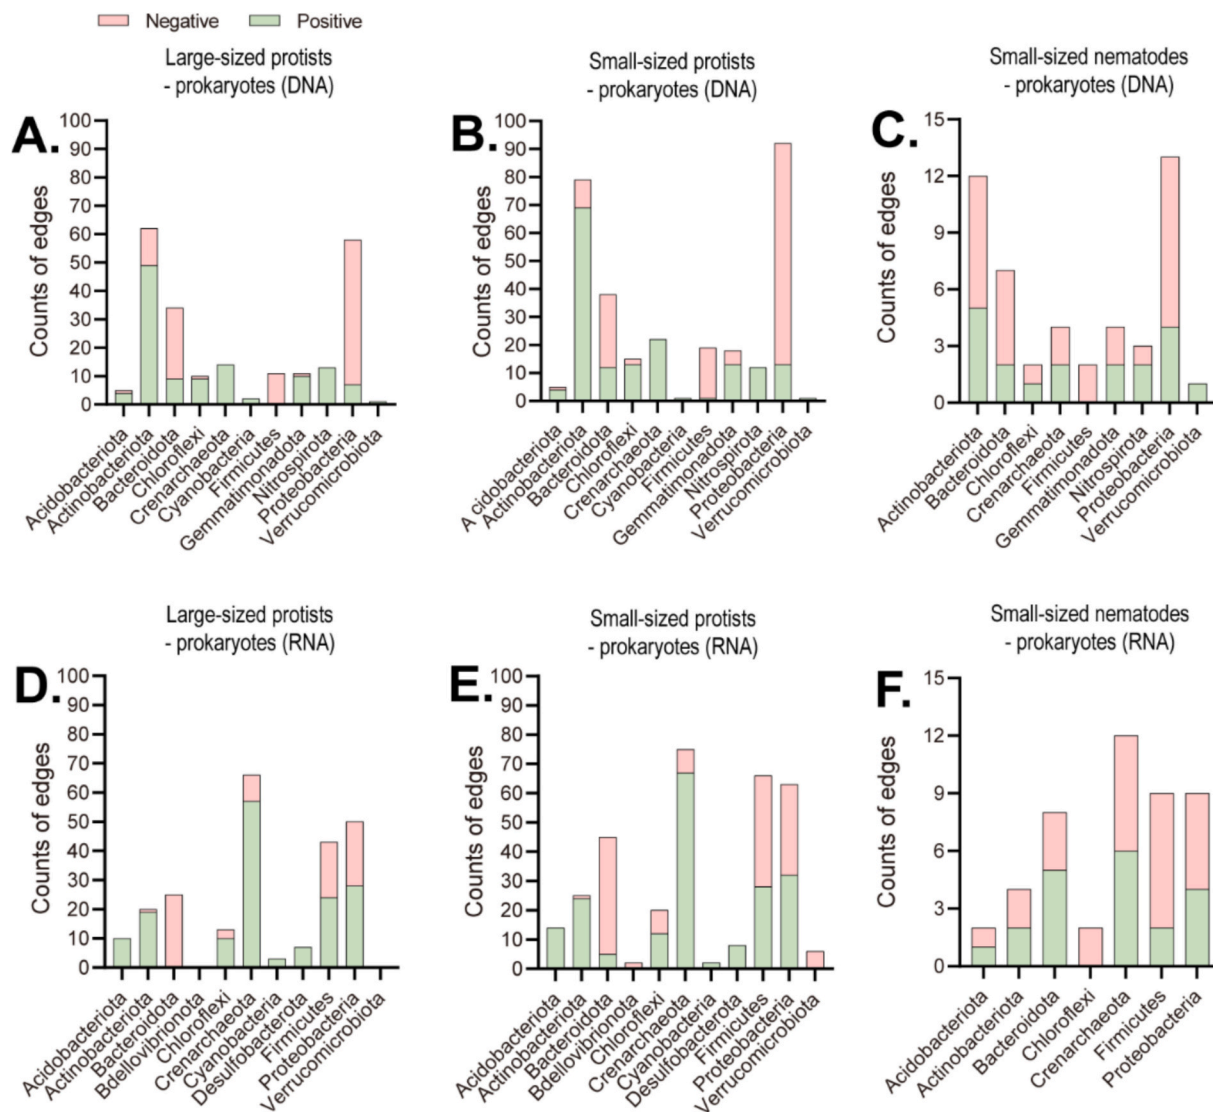 Negative Positive
Large-sized protists
- prokaryotes (DNA)
A.
Counts of edges
100
90
80
70
60
50
40
30
20
10
0
Acidobacteriota
Actinobacteriota
Bacteroidota
Chloroflexi
Crenarchaeota
Cyanobacteria
Firmicutes
Gemmatimonadota
Nitrospirota
Proteobacteria
Verrucomicrobiota
Small-sized protists
- prokaryotes (DNA)
B.
Counts of edges
100
90
80
70
60
50
40
30
20
10
0
A cidobacteriota
Actinobacteriota
Bacteroidota
Chloroflexi
Crenarchaeota
Cyanobacteria
Firmicutes
Gemmatimonadota
Nitrospirota
Proteobacteria
Verrucomicrobiota
Small-sized nematodes
- prokaryotes (DNA)
C.
Counts of edges
15
12
9
6
3
0
Actinobacteriota
Bacteroidota
Chloroflexi
Crenarchaeota
Firmicutes
Gemmatimonadota
Nitrospirota
Proteobacteria
Verrucomicrobiota
Large-sized protists
- prokaryotes (RNA)
D.
Counts of edges
100
90
80
70
60
50
40
30
20
10
0
Acidobacteriota
Actinobacteriota
Bacteroidota
Bdellovibrionota
Chloroflexi
Crenarchaeota
Cyanobacteria
Desulfobacterota
Firmicutes
Proteobacteria
Verrucomicrobiota
Small-sized protists
- prokaryotes (RNA)
E.
Counts of edges
100
90
80
70
60
50
40
30
20
10
0
Acidobacteriota
Actinobacteriota
Bacteroidota
Bdellovibrionota
Chloroflexi
Crenarchaeota
Cyanobacteria
Desulfobacterota
Firmicutes
Proteobacteria
Verrucomicrobiota
Small-sized nematodes
- prokaryotes (RNA)
F.
Counts of edges
15
12
9
6
3
0
Acidobacteriota
Actinobacteriota
Bacteroidota
Chloroflexi
Crenarchaeota
Firmicutes
Proteobacteria